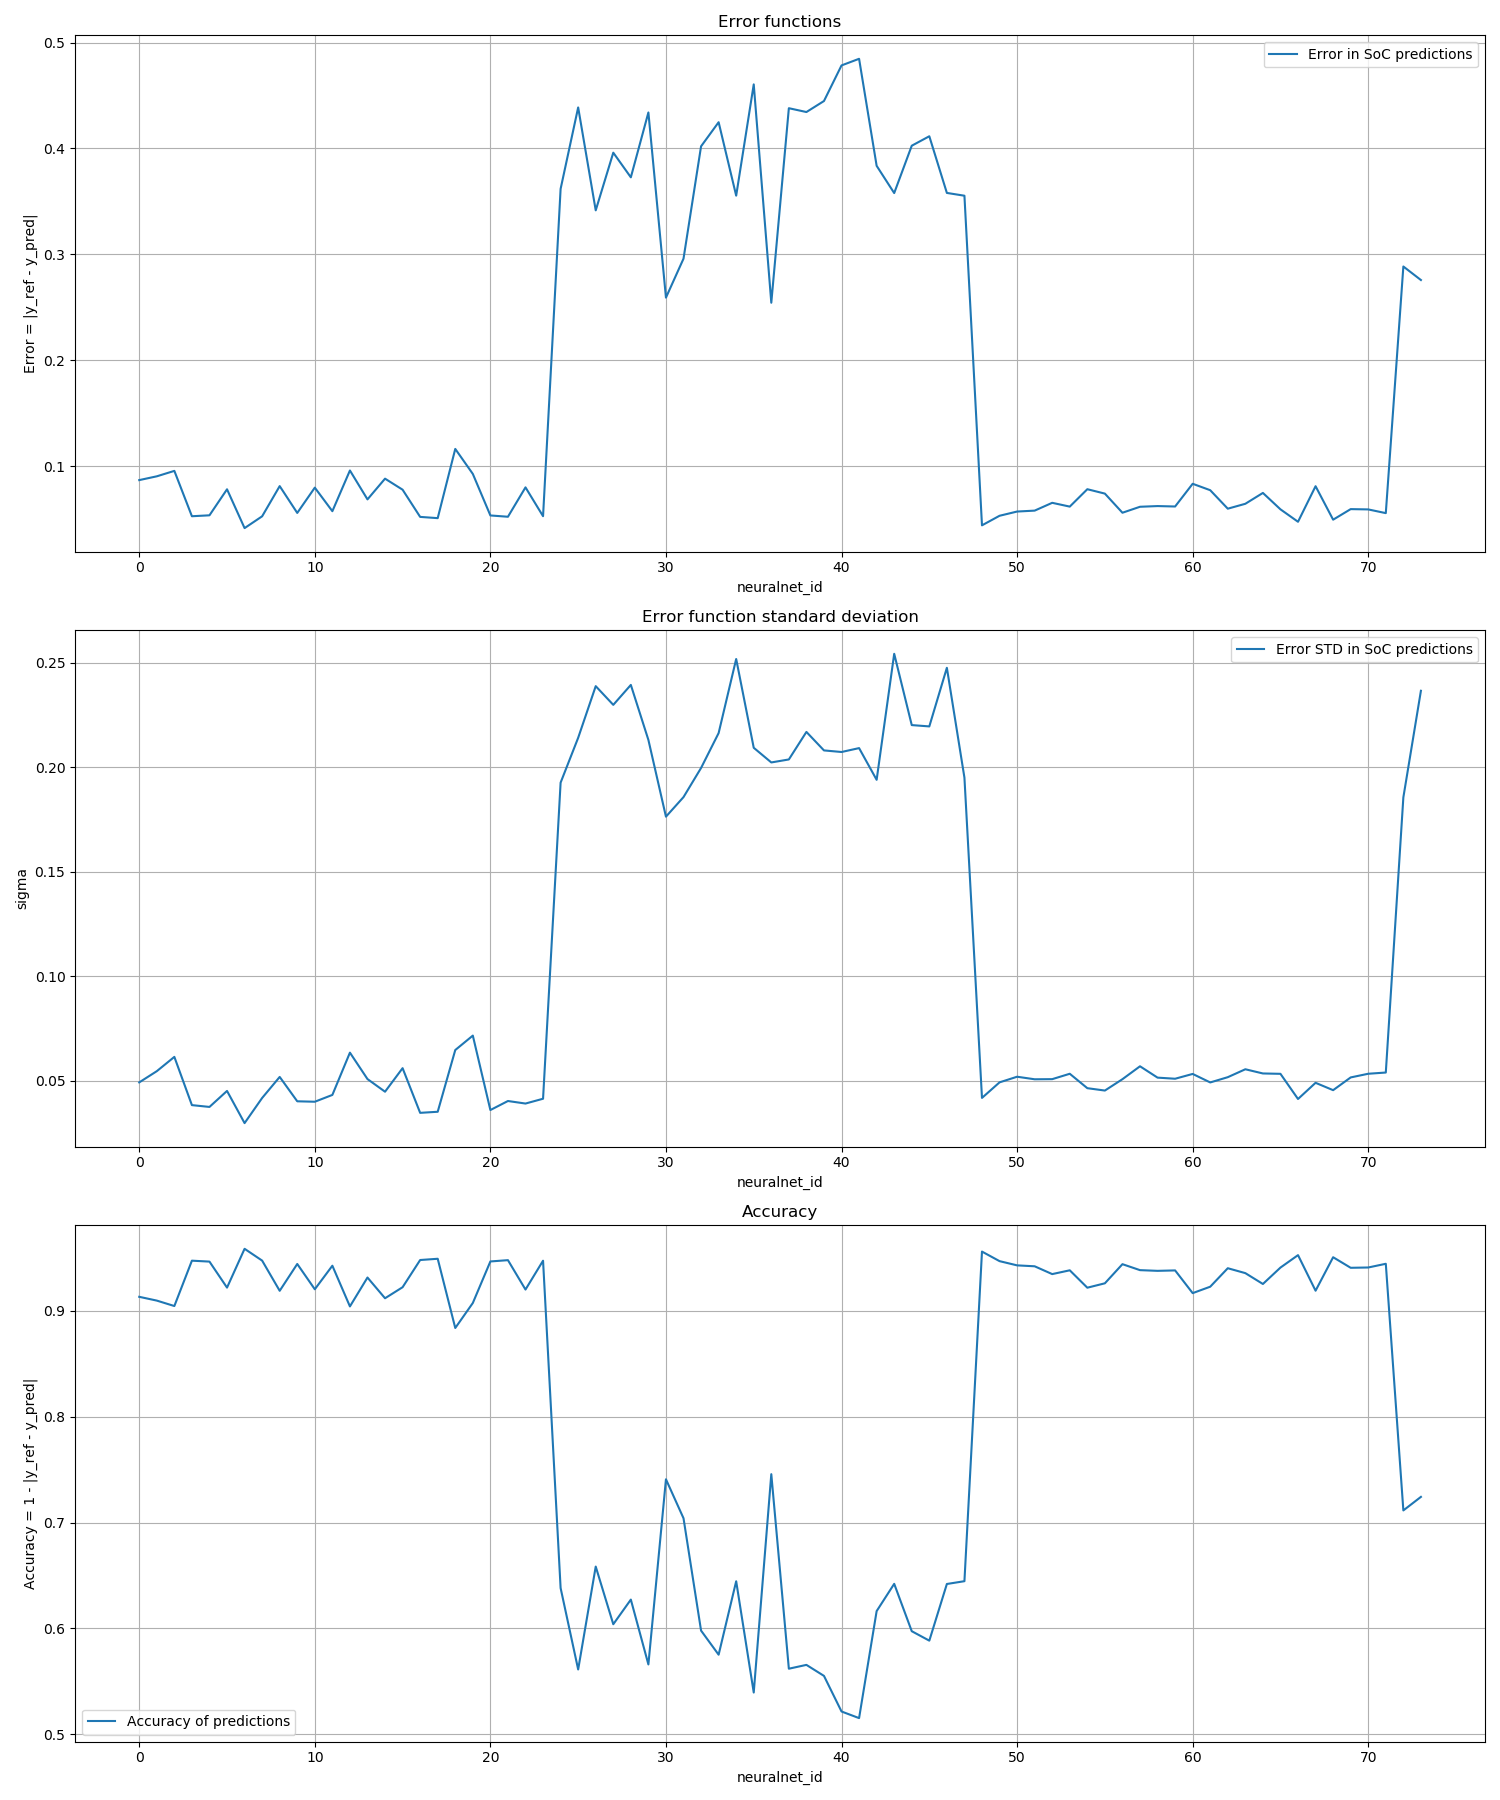 Error functions
Error in SoC predictions
0.5
0.4
0.3
0.2
0.1
Error = |y_ref - y_pred|
0 10 20 30 40 50 60 70
neuralnet_id
Error function standard deviation
Error STD in SoC predictions
0.25
0.20
0.15
0.10
0.05
sigma
0 10 20 30 40 50 60 70
neuralnet_id
Accuracy
0.9
0.8
0.7
0.6
0.5
Accuracy = 1 - |y_ref - y_pred|
Accuracy of predictions
0 10 20 30 40 50 60 70
neuralnet_id